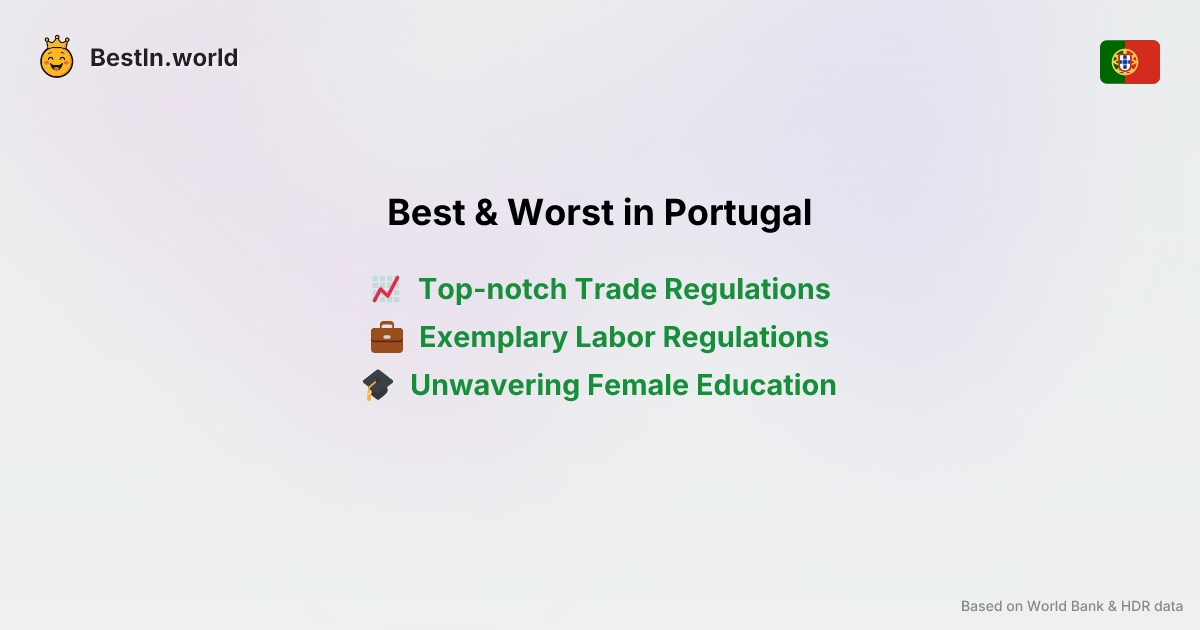 BestIn.world
Best & Worst in Portugal
Top-notch Trade Regulations
Exemplary Labor Regulations
Unwavering Female Education
Based on World Bank & HDR data